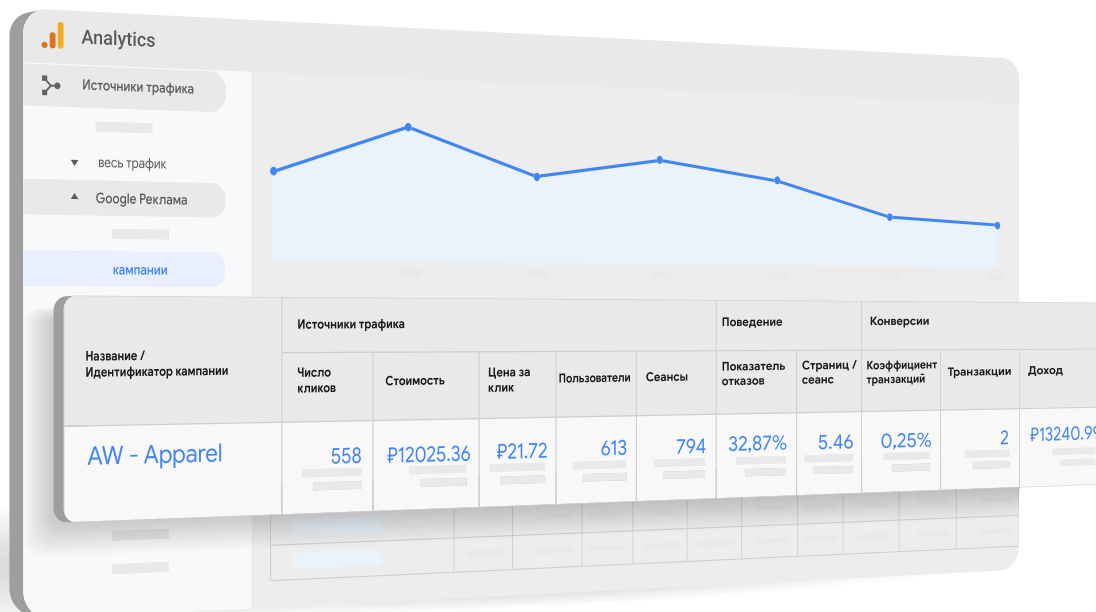 Analytics
Источники трафика
весь трафик
Google Реклама
кампании
Название /
Идентификатор кампании
Источники трафика
Поведение
Конверсии
Число
кликов
Стоимость
Цена за
клик
Пользователи
Сеансы
Показатель
отказов
Страниц /
сеанс
Коэффициент
транзакций
Транзакции
Доход
AW - Apparel
558
₽12025.36
₽21.72
613
794
32,87%
5.46
0,25%
2
₽13240.99